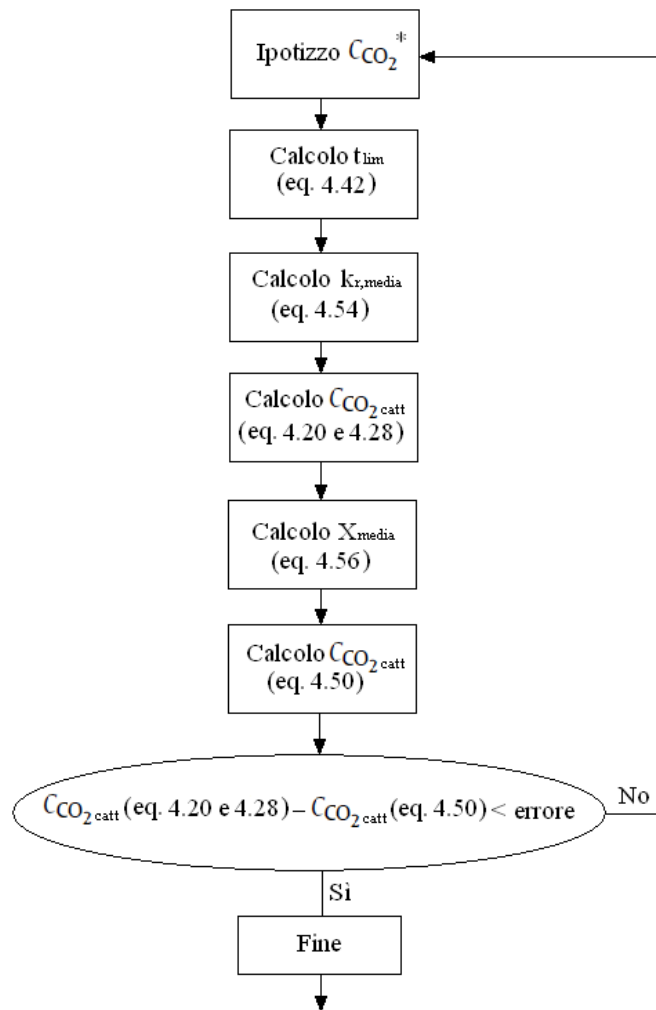 Ipotizzo C_CO₂*
Calcolo t_lim
(eq. 4.42)
Calcolo k_r,media
(eq. 4.54)
Calcolo C_CO₂ catt
(eq. 4.20 e 4.28)
Calcolo X_media
(eq. 4.56)
Calcolo C_CO₂ catt
(eq. 4.50)
C_CO₂ catt (eq. 4.20 e 4.28) – C_CO₂ catt (eq. 4.50) < errore
No
Sì
Fine